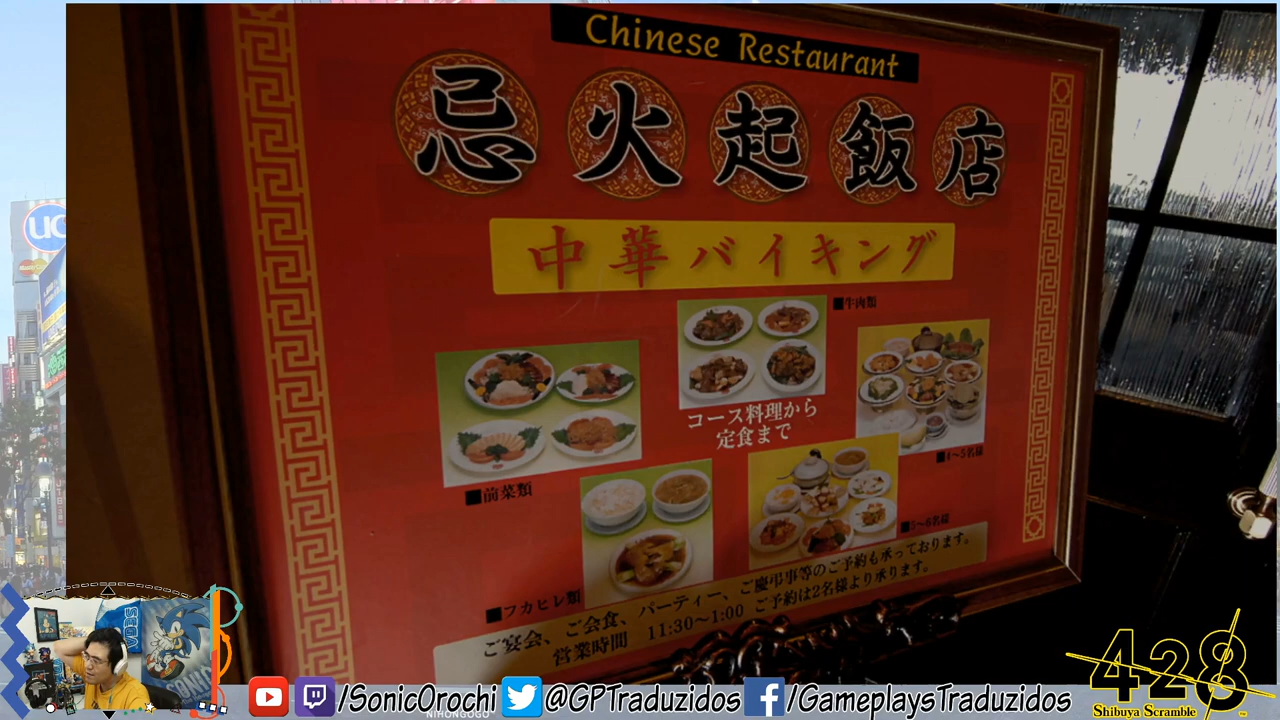 Chinese Restaurant
忌火起飯店
中華バイキング
■牛肉類
コース料理から
定食まで
■4～5名様
■前菜類
■5～6名様
■フカヒレ類
ご宴会、ご会食、パーティー、ご慶弔事等のご予約も承っております。
営業時間 11:30～1:00 ご予約は2名様より承ります。
UC
SEGA
SONIC
/SonicOrochi
@GPTraduzidos
/GameplaysTraduzidos
NIHONGOGO
428
Shibuya Scramble